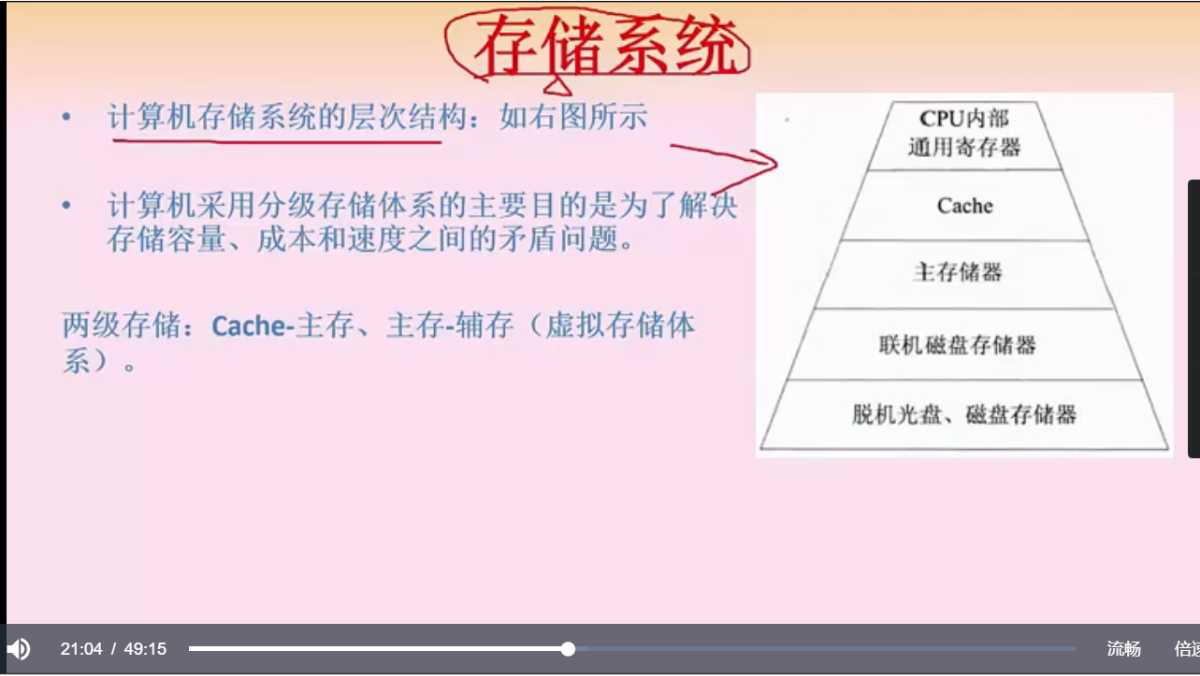 存储系统
• 计算机存储系统的层次结构：如右图所示
• 计算机采用分级存储体系的主要目的是为了解决
存储容量、成本和速度之间的矛盾问题。
两级存储：Cache-主存、主存-辅存（虚拟存储体
系）。
CPU内部
通用寄存器
Cache
主存储器
联机磁盘存储器
脱机光盘、磁盘存储器
21:04 / 49:15
流畅
倍速